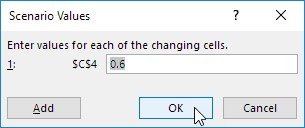 Scenario Values
Enter values for each of the changing cells.
1: $C$4 0.6
Add OK Cancel